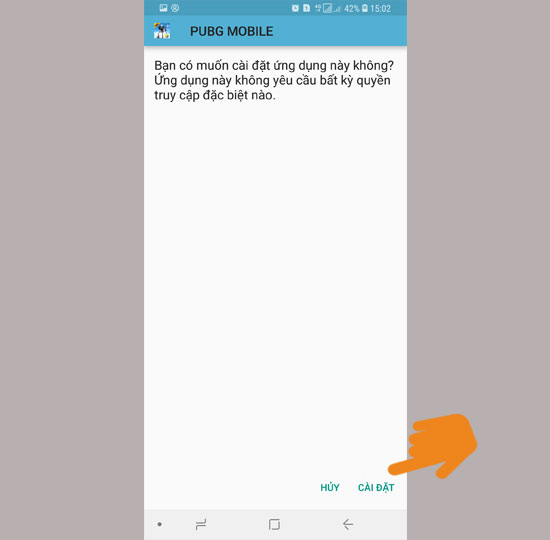 42% 15:02
PUBG MOBILE
Bạn có muốn cài đặt ứng dụng này không?
Ứng dụng này không yêu cầu bất kỳ quyền
truy cập đặc biệt nào.
HỦY CÀI ĐẶT